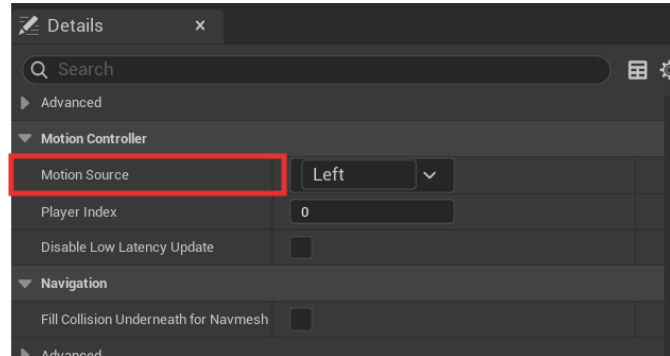 Details
Search
Advanced
Motion Controller
Motion Source Left
Player Index 0
Disable Low Latency Update
Navigation
Fill Collision Underneath for Navmesh
Advanced